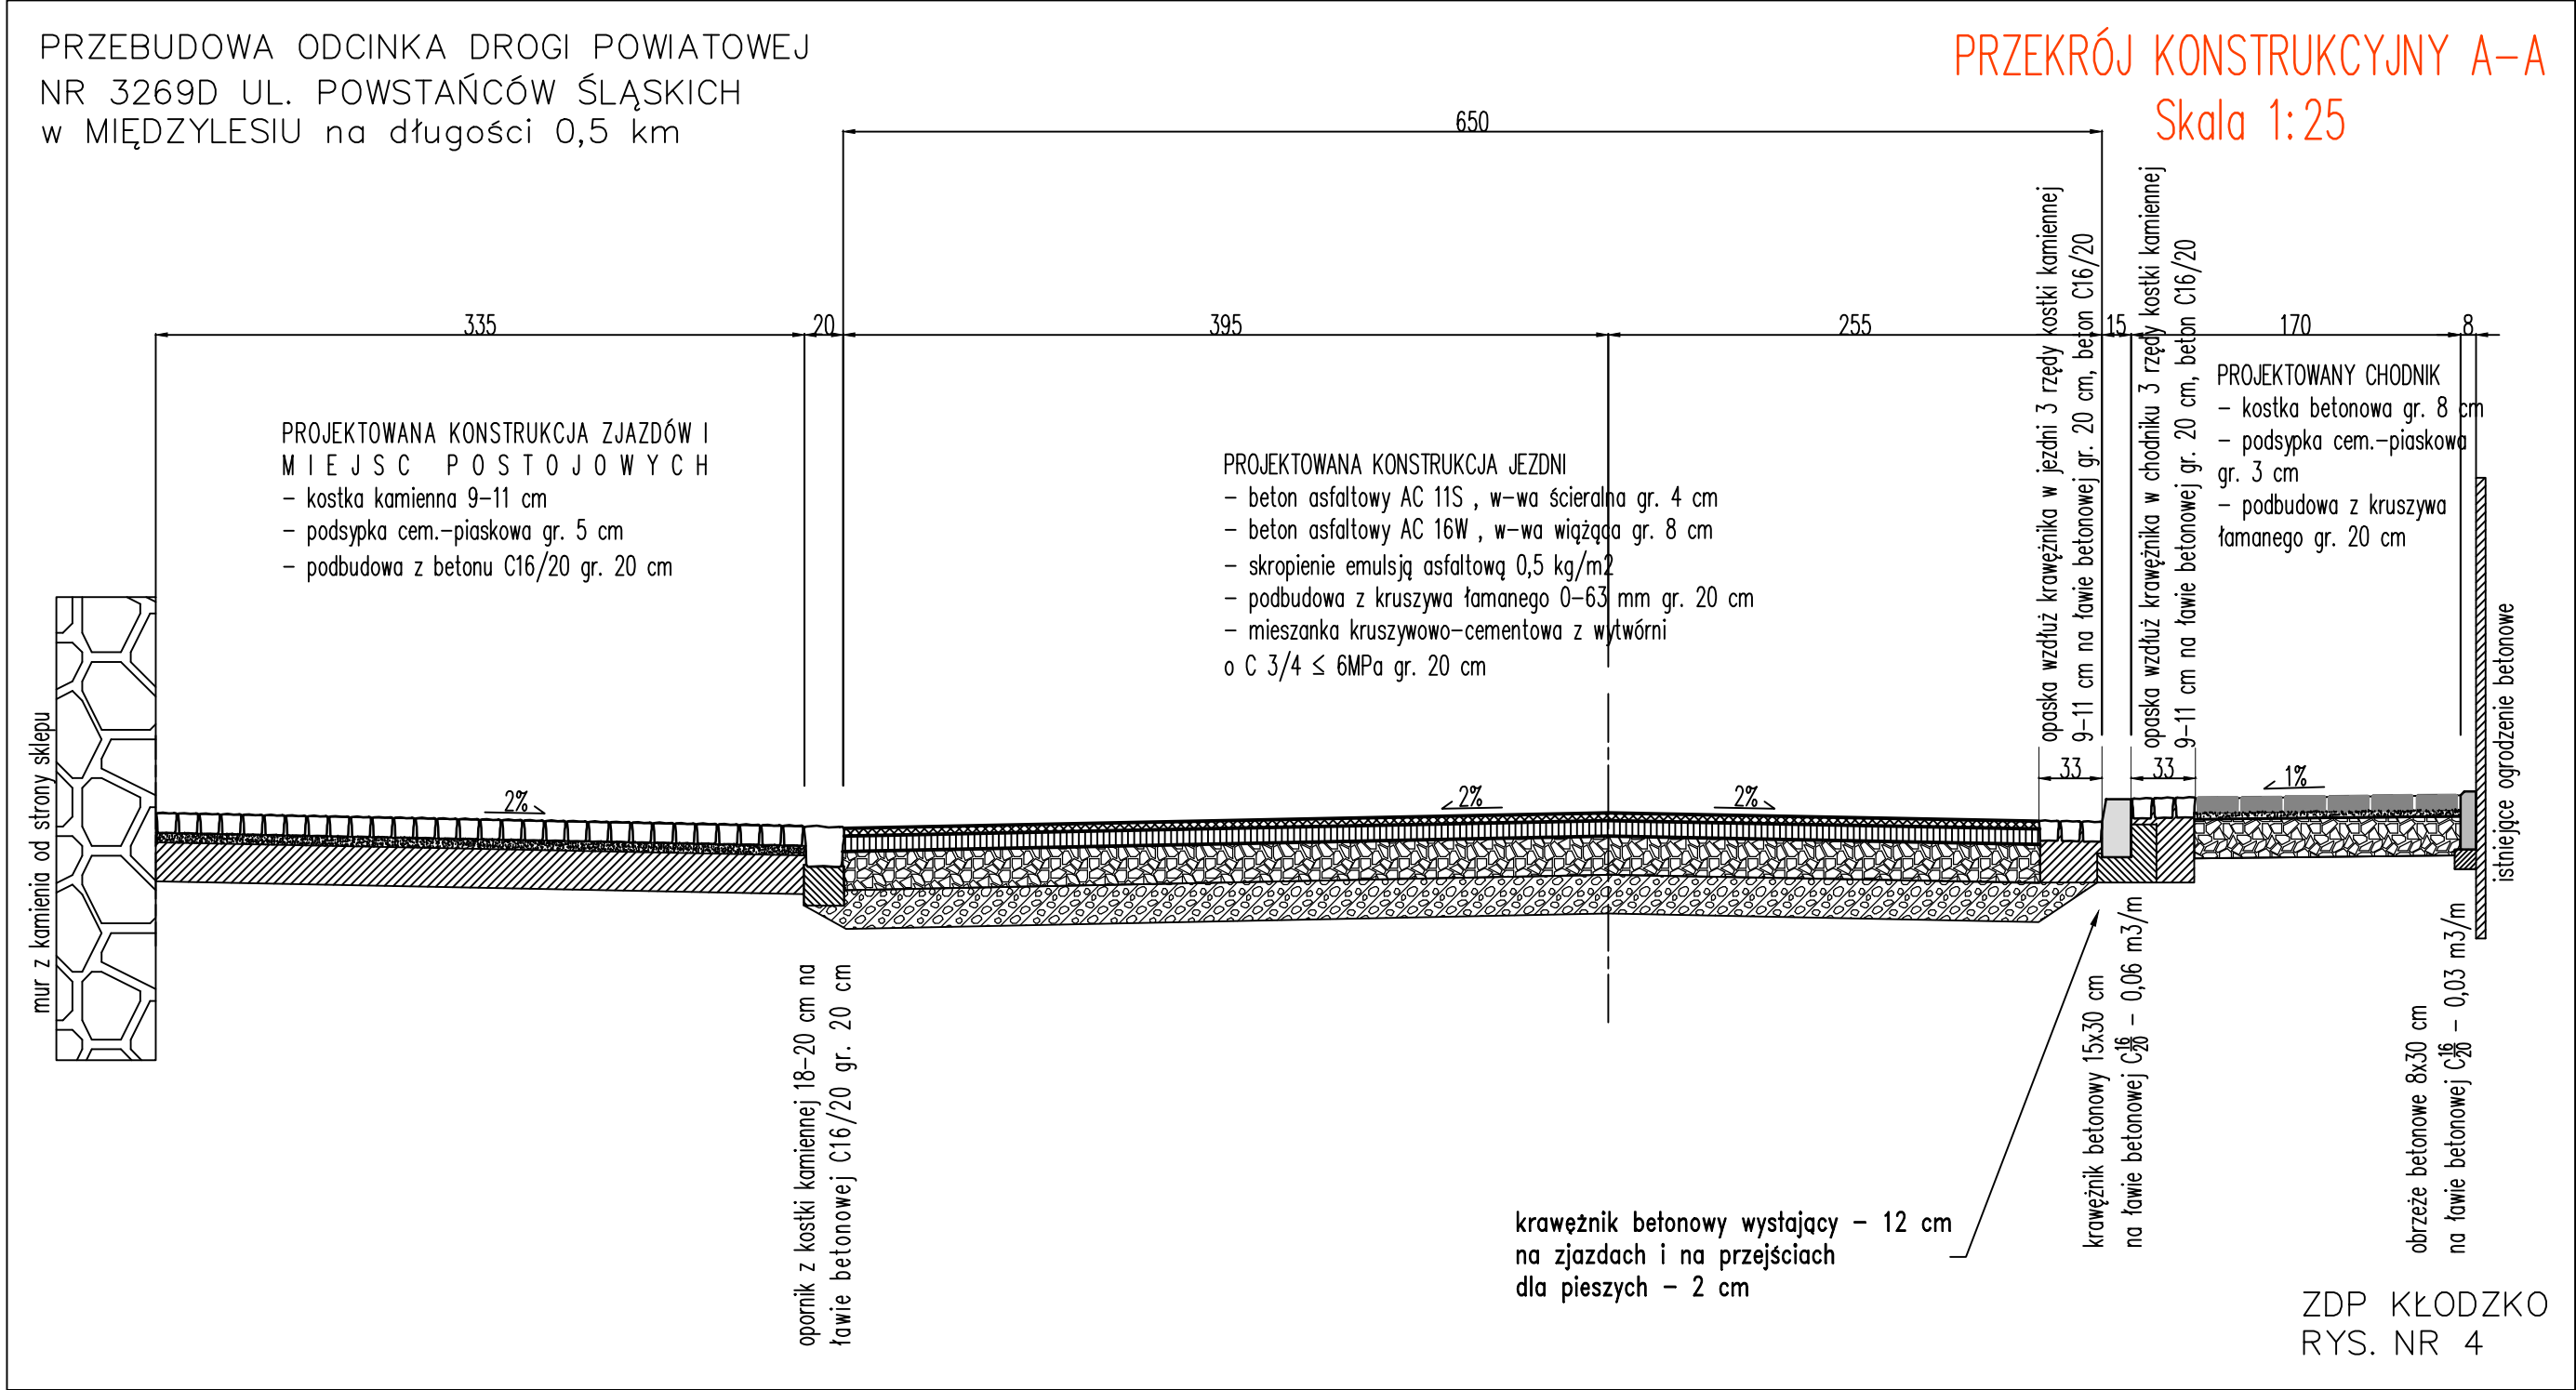 PRZEBUDOWA ODCINKA DROGI POWIATOWEJ
NR 3269D UL. POWSTAŃCÓW ŚLĄSKICH
w MIĘDZYLESIU na długości 0,5 km
PRZEKRÓJ KONSTRUKCYJNY A-A
Skala 1:25
650
335
20
395
255
15
170
8
PROJEKTOWANA KONSTRUKCJA ZJAZDÓW I
MIEJSC POSTOJOWYCH
- kostka kamienna 9-11 cm
- podsypka cem.-piaskowa gr. 5 cm
- podbudowa z betonu C16/20 gr. 20 cm
PROJEKTOWANA KONSTRUKCJA JEZDNI
- beton asfaltowy AC 11S , w-wa ścieralna gr. 4 cm
- beton asfaltowy AC 16W , w-wa wiążąca gr. 8 cm
- skropienie emulsją asfaltową 0,5 kg/m2
- podbudowa z kruszywa łamanego 0-63 mm gr. 20 cm
- mieszanka kruszywowo-cementowa z wytwórni
o C 3/4 ≤ 6MPa gr. 20 cm
opaska wzdłuż krawężnika w jezdni 3 rzędy kostki kamiennej
9-11 cm na ławie betonowej gr. 20 cm, beton C16/20
opaska wzdłuż krawężnika w chodniku 3 rzędy kostki kamiennej
9-11 cm na ławie betonowej gr. 20 cm, beton C16/20
PROJEKTOWANY CHODNIK
- kostka betonowa gr. 8 cm
- podsypka cem.-piaskowa
gr. 3 cm
- podbudowa z kruszywa
łamanego gr. 20 cm
33
33
2%
2%
2%
1%
mur z kamienia od strony sklepu
istniejące ogrodzenie betonowe
opornik z kostki kamiennej 18-20 cm na
ławie betonowej C16/20 gr. 20 cm
krawężnik betonowy wystający - 12 cm
na zjazdach i na przejściach
dla pieszych - 2 cm
krawężnik betonowy 15x30 cm
na ławie betonowej C16/20 - 0,06 m3/m
obrzeże betonowe 8x30 cm
na ławie betonowej C16/20 - 0,03 m3/m
ZDP KŁODZKO
RYS. NR 4